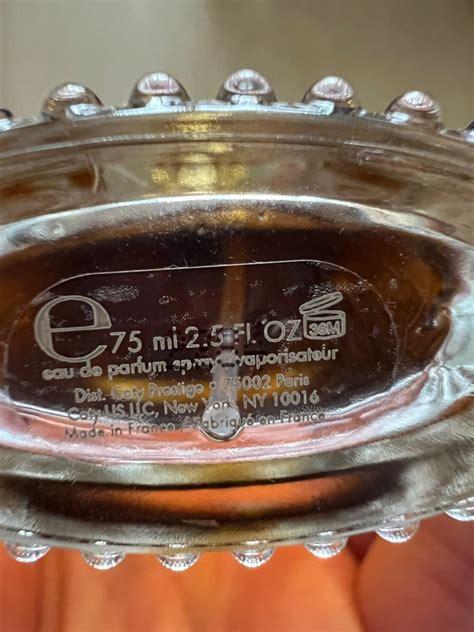 e 75 ml 2.5 Fl OZ 36M
eau de parfum spray/vaporisateur
Dist. Coty Prestige • 75002 Paris
Coty US LLC, New York, NY 10016
Made in France / Fabriqué en France